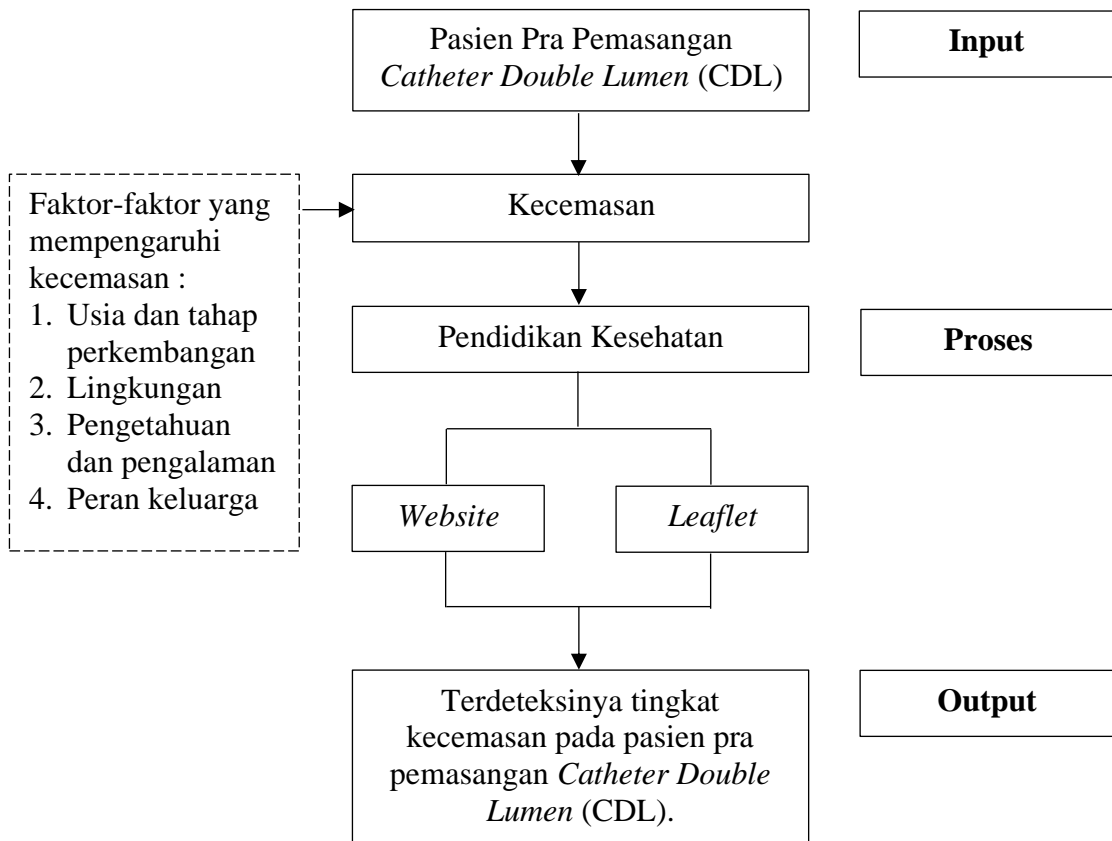 Pasien Pra Pemasangan
Catheter Double Lumen (CDL)
Input
Faktor-faktor yang
mempengaruhi
kecemasan :
1. Usia dan tahap
perkembangan
2. Lingkungan
3. Pengetahuan
dan pengalaman
4. Peran keluarga
Kecemasan
Pendidikan Kesehatan
Proses
Website
Leaflet
Terdeteksinya tingkat
kecemasan pada pasien pra
pemasangan Catheter Double
Lumen (CDL).
Output